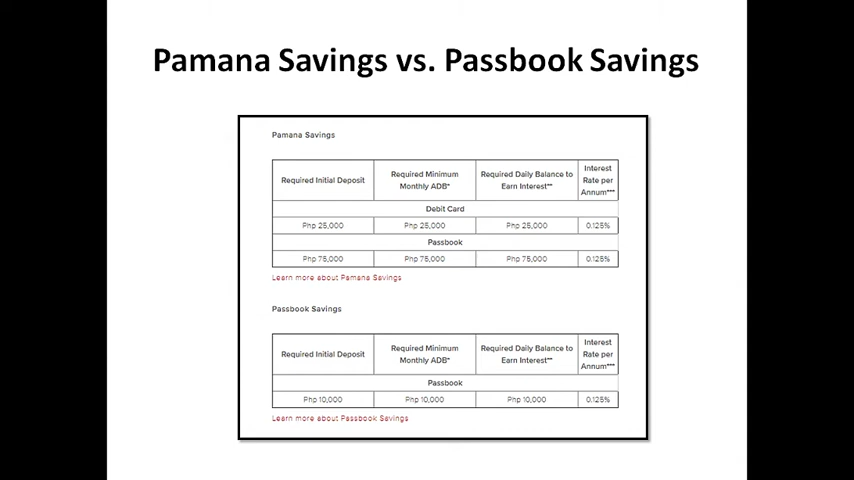 Pamana Savings vs. Passbook Savings
Pamana Savings
Required Initial Deposit
Required Minimum
Monthly ADB*
Required Daily Balance to
Earn Interest**
Interest
Rate per
Annum***
Debit Card
Php 25,000 Php 25,000 Php 25,000 0.125%
Passbook
Php 75,000 Php 75,000 Php 75,000 0.125%
Learn more about Pamana Savings
Passbook Savings
Required Initial Deposit
Required Minimum
Monthly ADB*
Required Daily Balance to
Earn Interest**
Interest
Rate per
Annum***
Passbook
Php 10,000 Php 10,000 Php 10,000 0.125%
Learn more about Passbook Savings